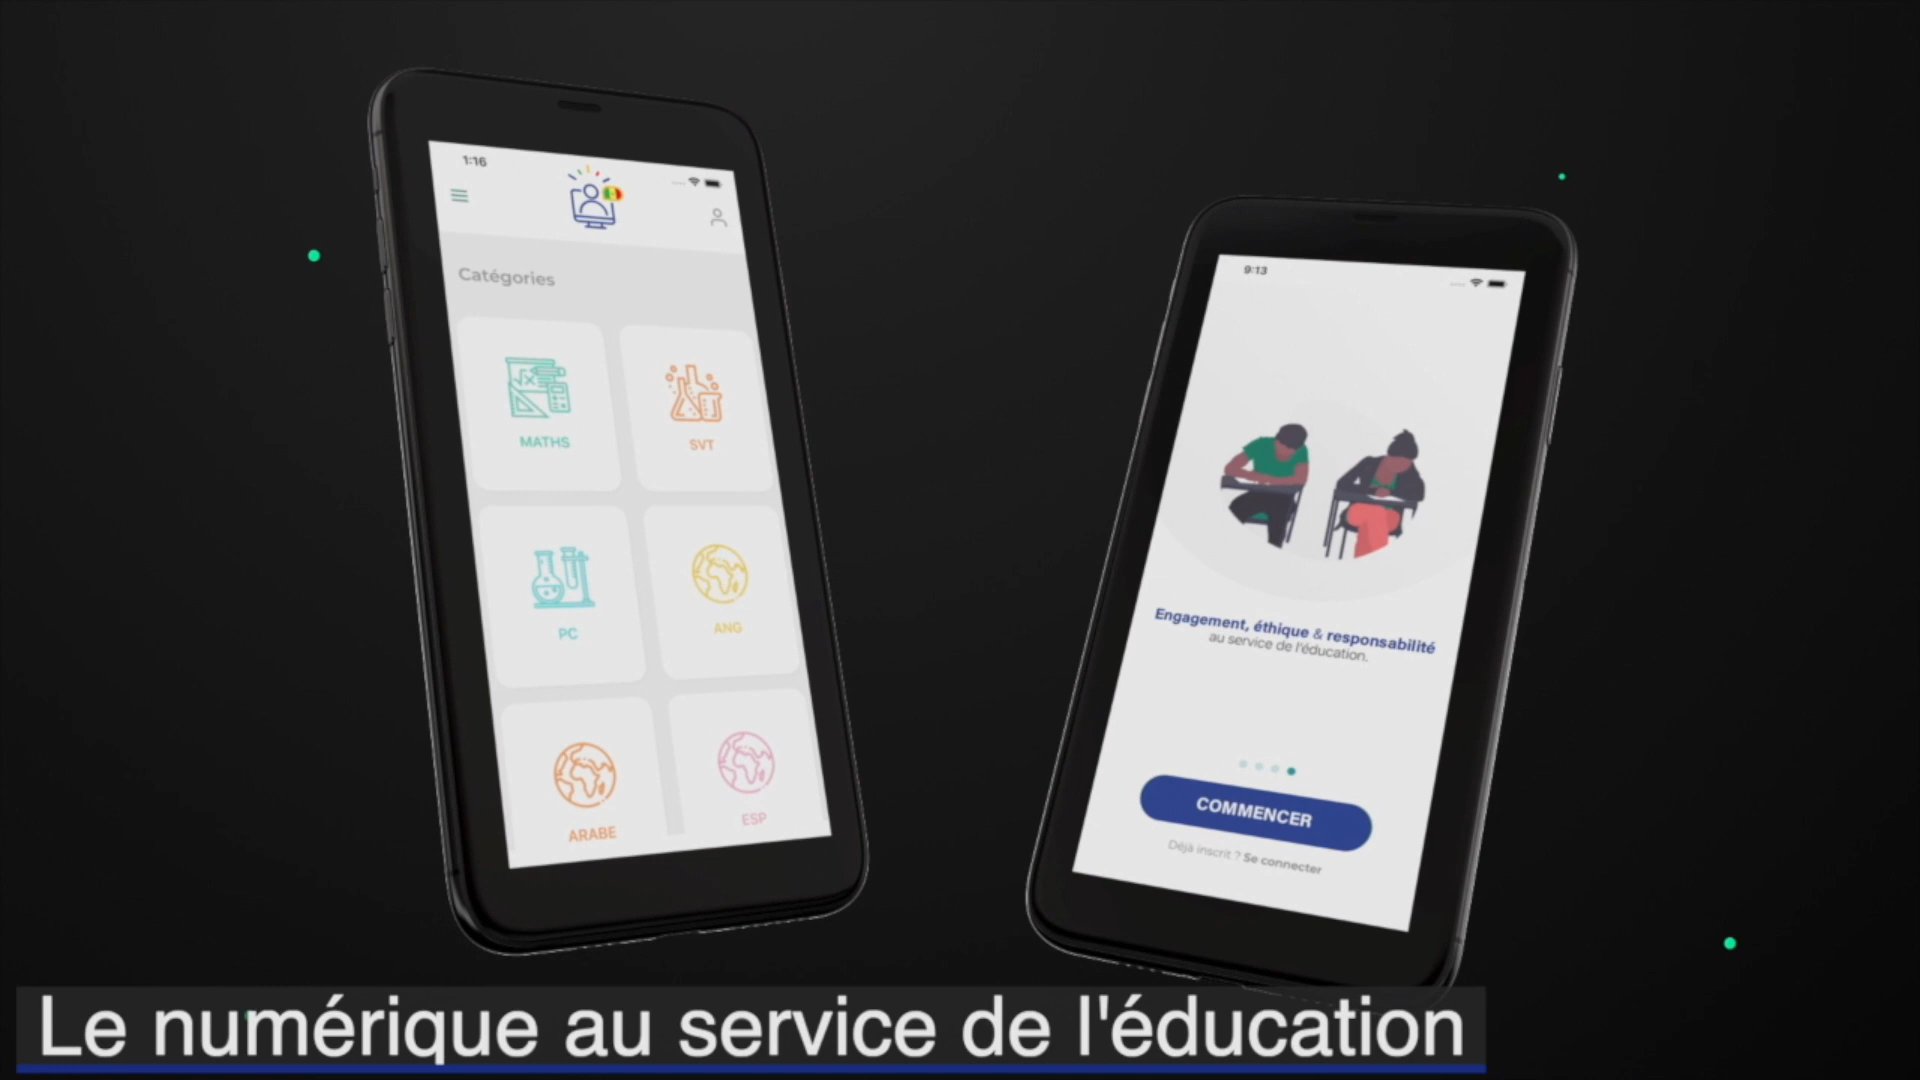 1:16
Catégories
MATHS
SVT
PC
ANG
ARABE
ESP
9:13
Engagement, éthique & responsabilité
au service de l'éducation.
COMMENCER
Déjà inscrit ? Se connecter
Le numérique au service de l'éducation